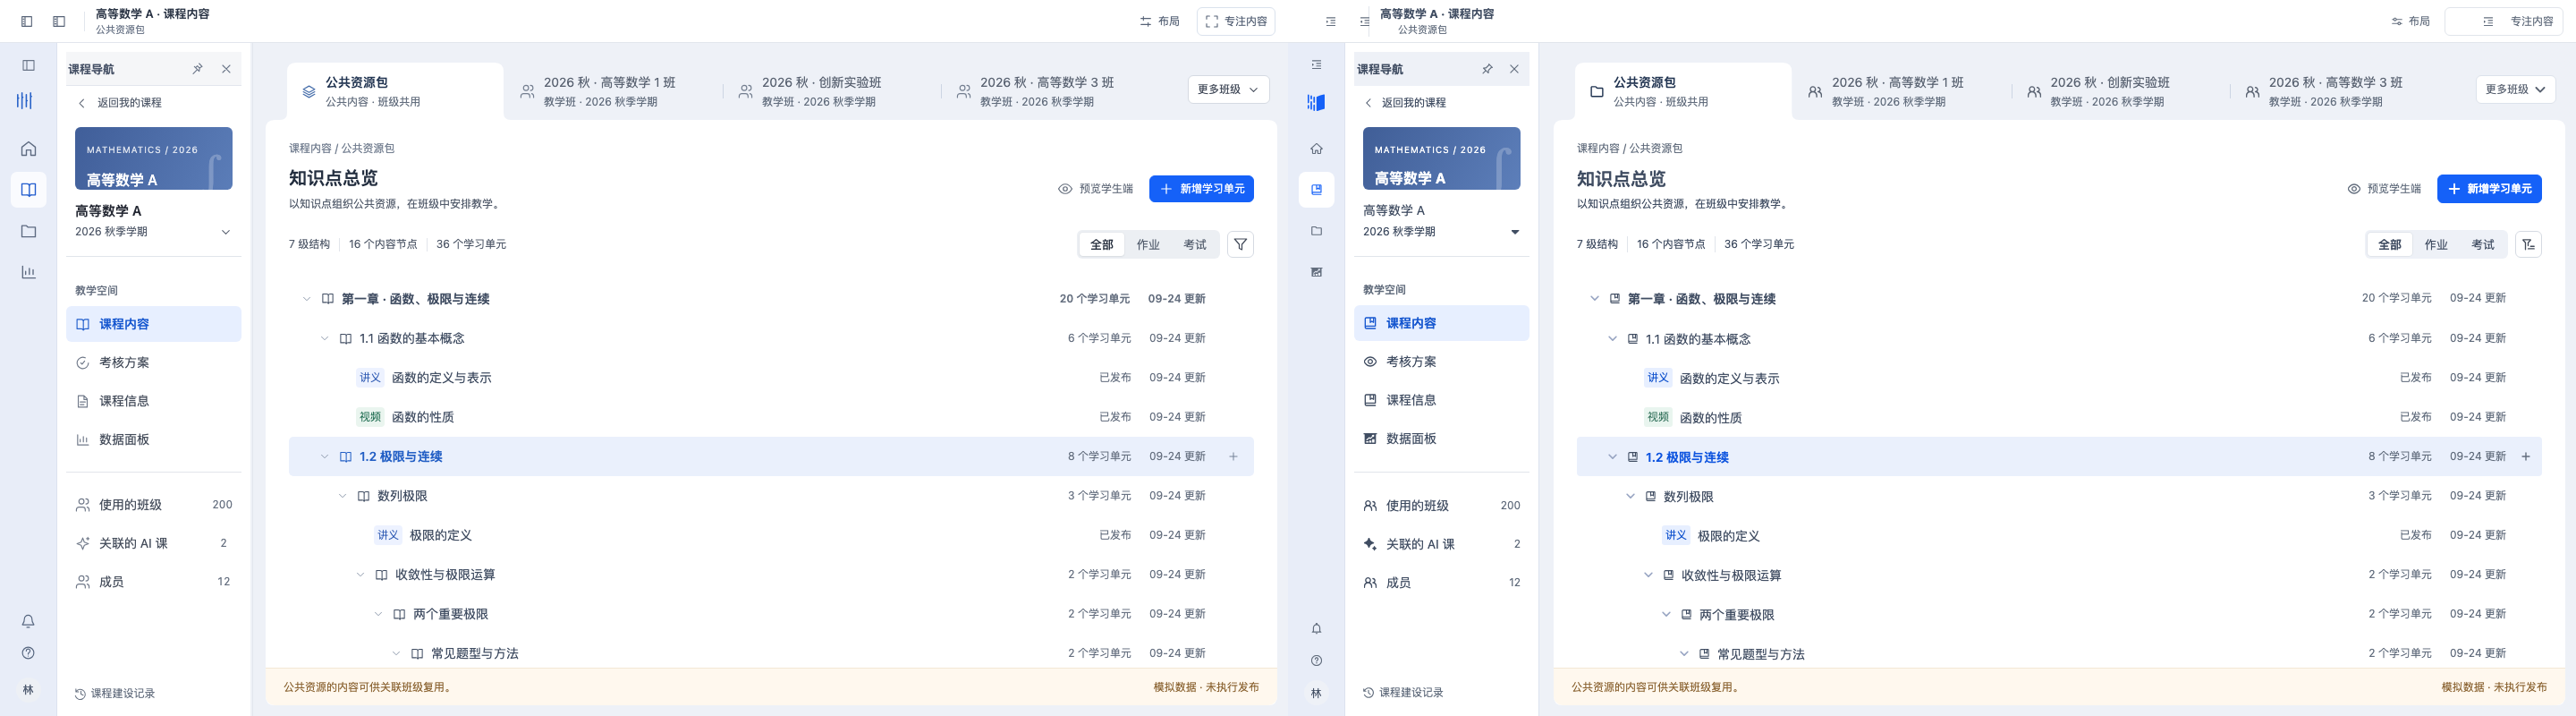 高等数学 A · 课程内容
公共资源包
布局
专注内容
课程导航
返回我的课程
MATHEMATICS / 2026
高等数学 A
高等数学 A
2026 秋季学期
教学空间
课程内容
考核方案
课程信息
数据面板
使用的班级 200
关联的 AI 课 2
成员 12
课程建设记录
林
公共资源包
公共内容 · 班级共用
2026 秋 · 高等数学 1 班
教学班 · 2026 秋季学期
2026 秋 · 创新实验班
教学班 · 2026 秋季学期
2026 秋 · 高等数学 3 班
教学班 · 2026 秋季学期
更多班级
课程内容 / 公共资源包
知识点总览
以知识点组织公共资源，在班级中安排教学。
预览学生端
新增学习单元
7 级结构 16 个内容节点 36 个学习单元
全部 作业 考试
第一章 · 函数、极限与连续 20 个学习单元 09-24 更新
1.1 函数的基本概念 6 个学习单元 09-24 更新
讲义 函数的定义与表示 已发布 09-24 更新
视频 函数的性质 已发布 09-24 更新
1.2 极限与连续 8 个学习单元 09-24 更新
数列极限 3 个学习单元 09-24 更新
讲义 极限的定义 已发布 09-24 更新
收敛性与极限运算 2 个学习单元 09-24 更新
两个重要极限 2 个学习单元 09-24 更新
常见题型与方法 2 个学习单元 09-24 更新
公共资源的内容可供关联班级复用。 模拟数据 · 未执行发布
高等数学 A · 课程内容
公共资源包
布局
专注内容
课程导航
返回我的课程
MATHEMATICS / 2026
高等数学 A
高等数学 A
2026 秋季学期
教学空间
课程内容
考核方案
课程信息
数据面板
使用的班级 200
关联的 AI 课 2
成员 12
课程建设记录
林
公共资源包
公共内容 · 班级共用
2026 秋 · 高等数学 1 班
教学班 · 2026 秋季学期
2026 秋 · 创新实验班
教学班 · 2026 秋季学期
2026 秋 · 高等数学 3 班
教学班 · 2026 秋季学期
更多班级
课程内容 / 公共资源包
知识点总览
以知识点组织公共资源，在班级中安排教学。
预览学生端
新增学习单元
7 级结构 16 个内容节点 36 个学习单元
全部 作业 考试
第一章 · 函数、极限与连续 20 个学习单元 09-24 更新
1.1 函数的基本概念 6 个学习单元 09-24 更新
讲义 函数的定义与表示 已发布 09-24 更新
视频 函数的性质 已发布 09-24 更新
1.2 极限与连续 8 个学习单元 09-24 更新
数列极限 3 个学习单元 09-24 更新
讲义 极限的定义 已发布 09-24 更新
收敛性与极限运算 2 个学习单元 09-24 更新
两个重要极限 2 个学习单元 09-24 更新
常见题型与方法 2 个学习单元 09-24 更新
公共资源的内容可供关联班级复用。 模拟数据 · 未执行发布